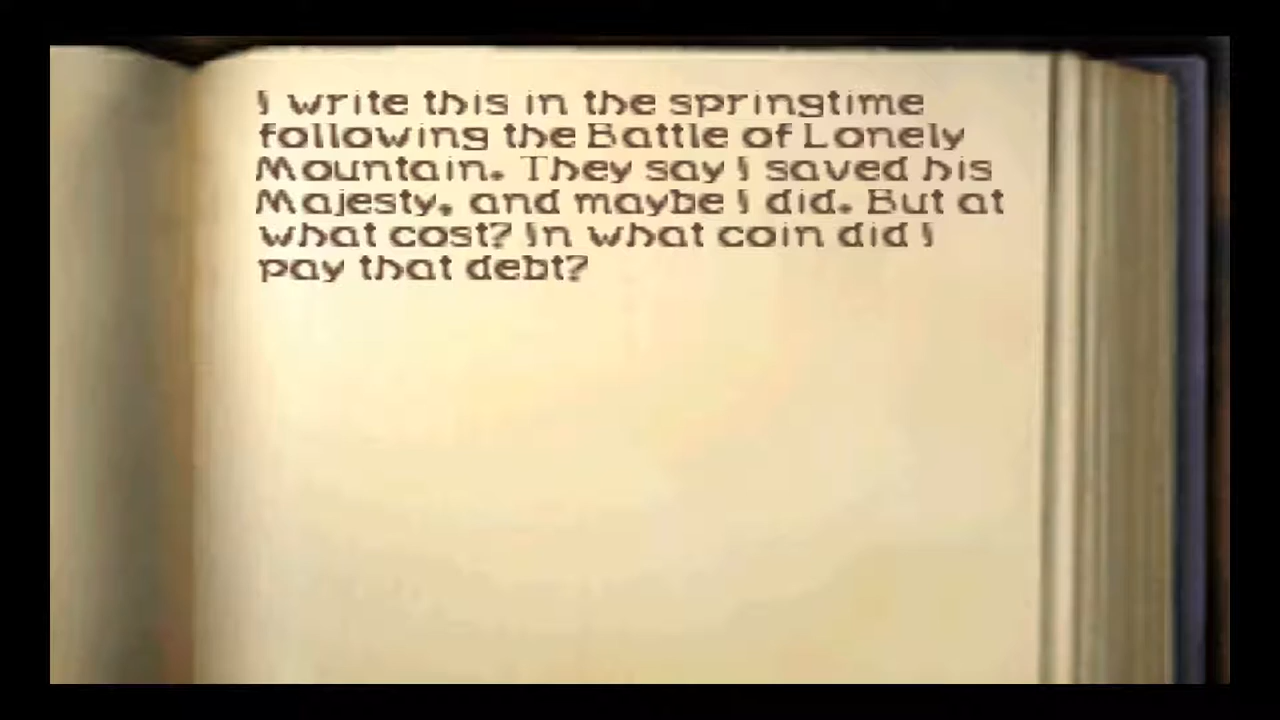 I write this in the springtime
following the Battle of Lonely
Mountain. They say I saved his
Majesty, and maybe I did. But at
what cost? In what coin did I
pay that debt?